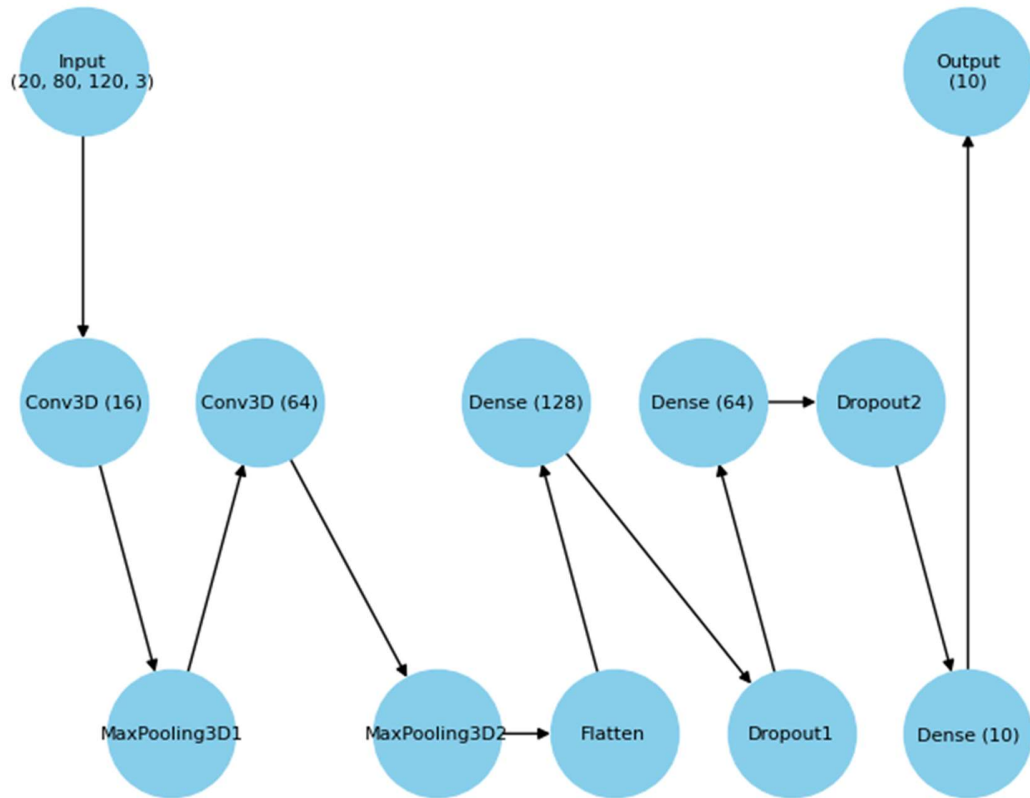 Input
(20, 80, 120, 3)
Output
(10)
Conv3D (16)
Conv3D (64)
Dense (128)
Dense (64)
Dropout2
MaxPooling3D1
MaxPooling3D2
Flatten
Dropout1
Dense (10)